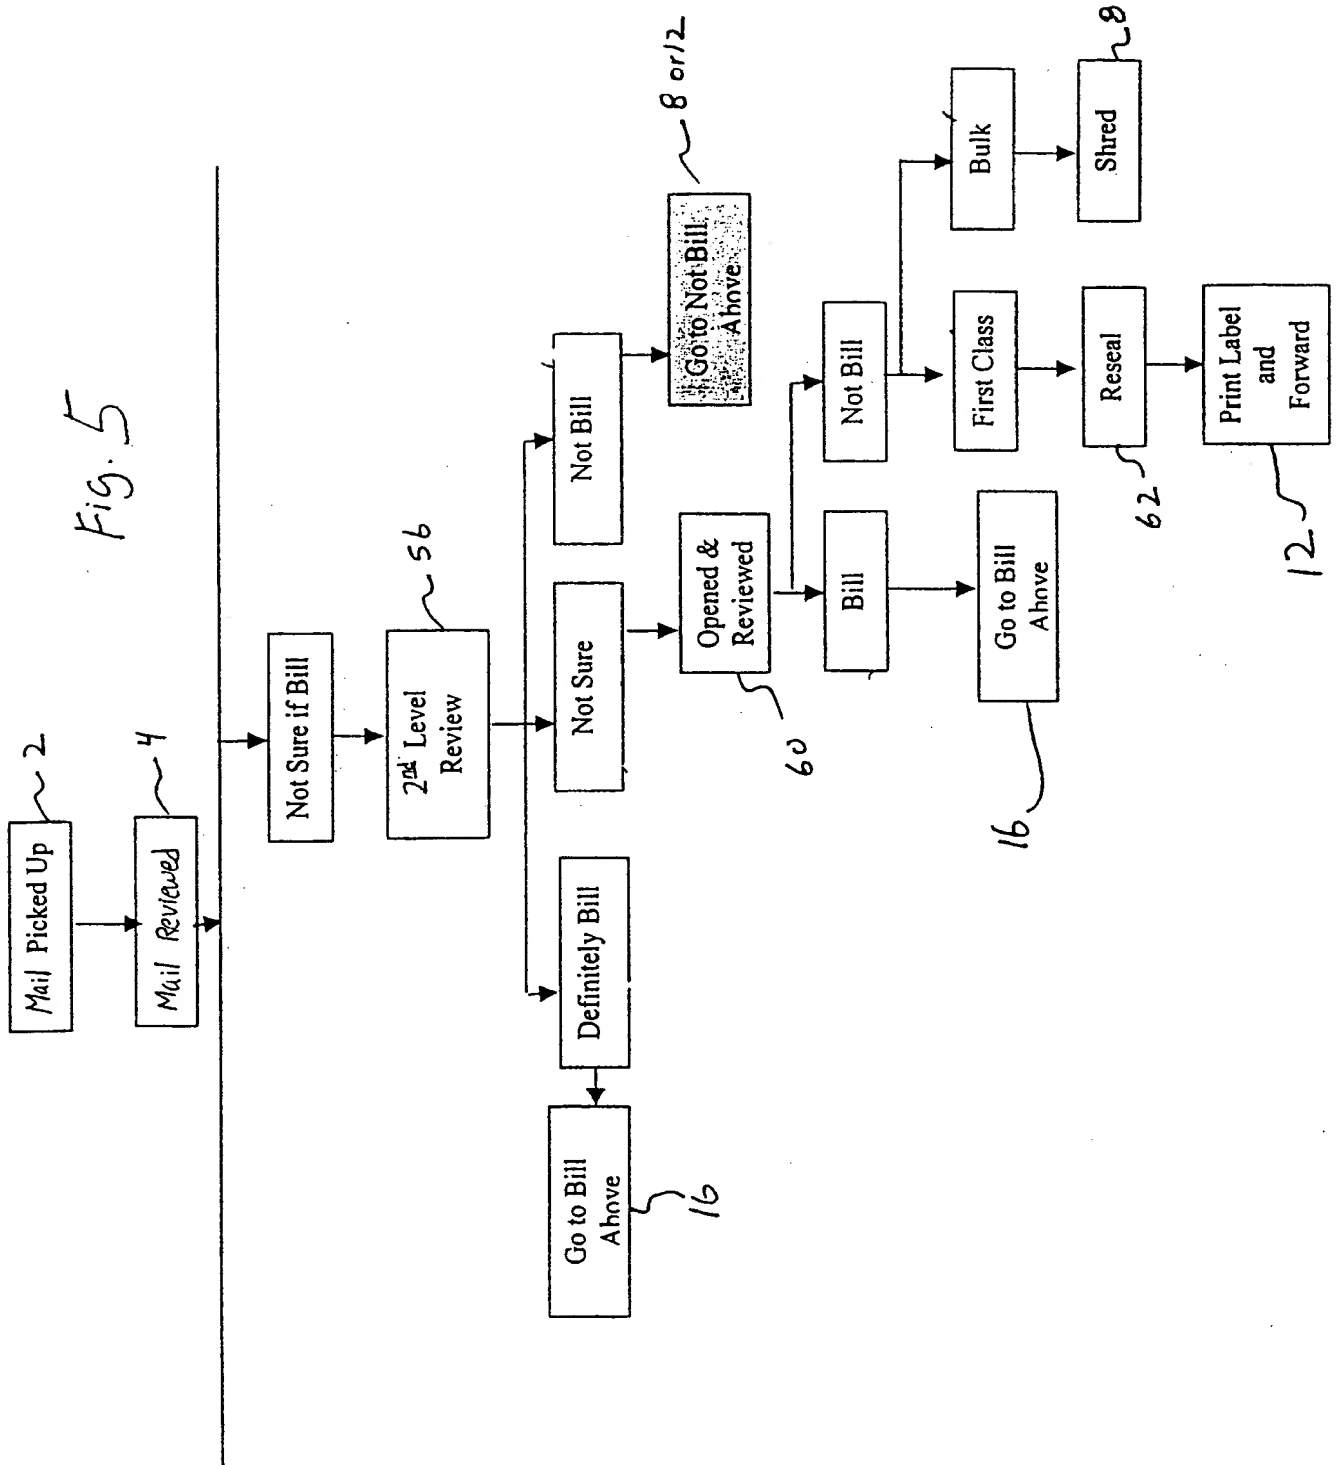 Fig. 5
Mail Picked Up
2
Mail Reviewed
4
Not Sure if Bill
2nd Level
Review
56
Definitely Bill
Not Sure
Not Bill
Go to Bill
Above
16
Opened &
Reviewed
60
Go to Not Bill
Above
8 or 12
Bill
Not Bill
Go to Bill
Above
16
First Class
Bulk
Reseal
62
Shred
8
Print Label
and
Forward
12